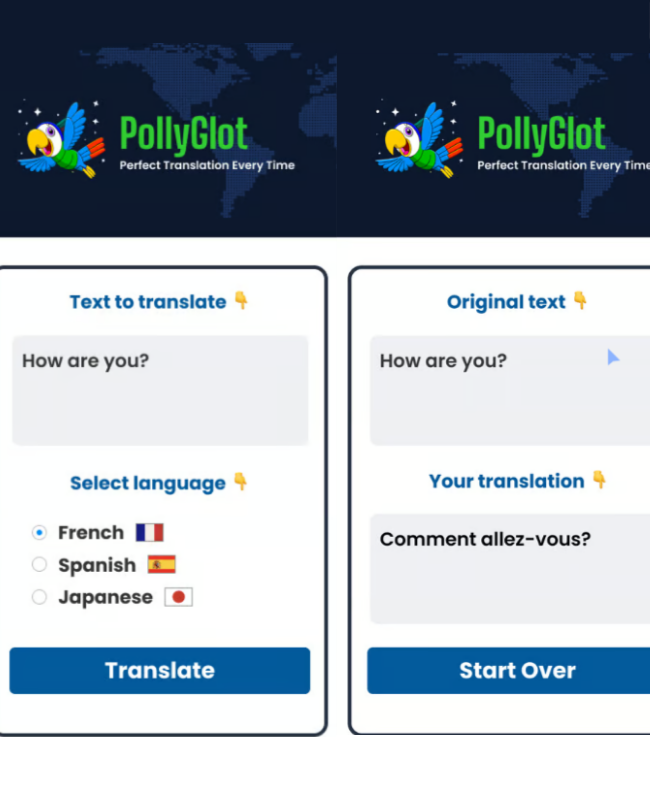 PollyGlot
Perfect Translation Every Time
Text to translate 👇
How are you?
Select language 👇
French
Spanish
Japanese
Translate
PollyGlot
Perfect Translation Every Time
Original text 👇
How are you?
Your translation 👇
Comment allez-vous?
Start Over